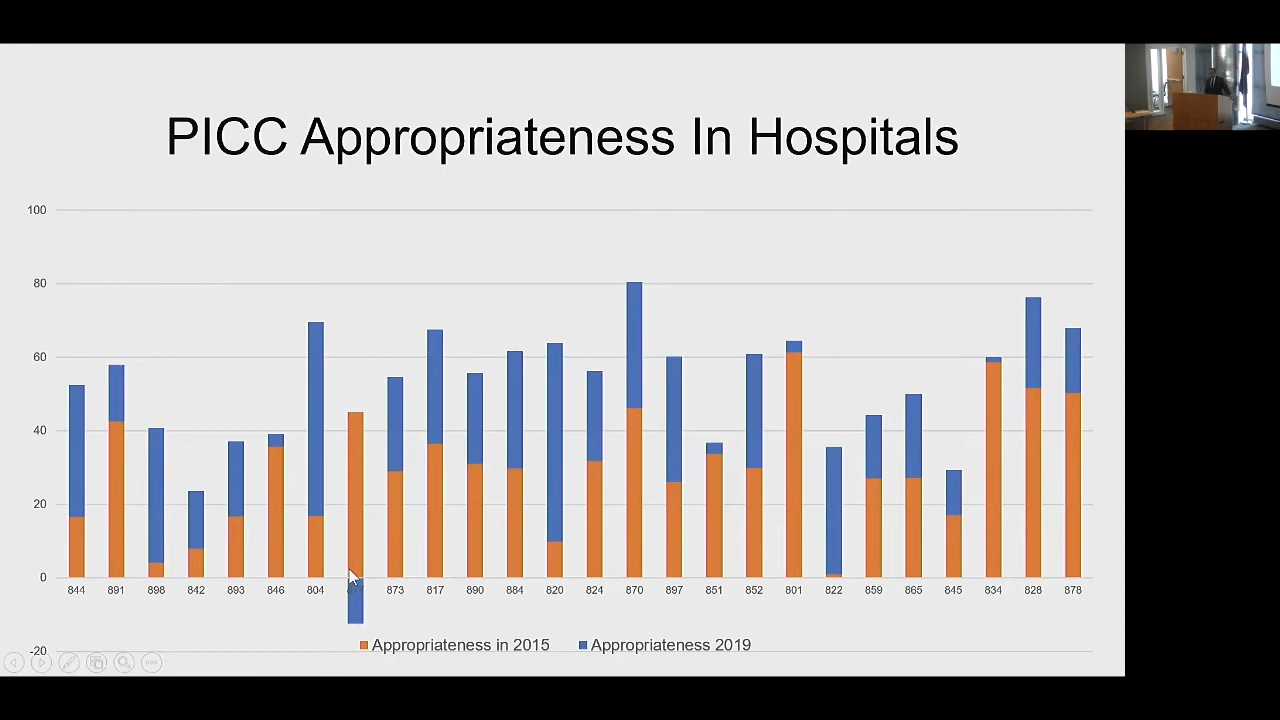 PICC Appropriateness In Hospitals
100
80
60
40
20
0
844 891 898 842 893 846 804 873 817 890 884 820 824 870 897 851 852 801 822 859 865 845 834 828 878
Appropriateness in 2015 Appropriateness 2019
-20